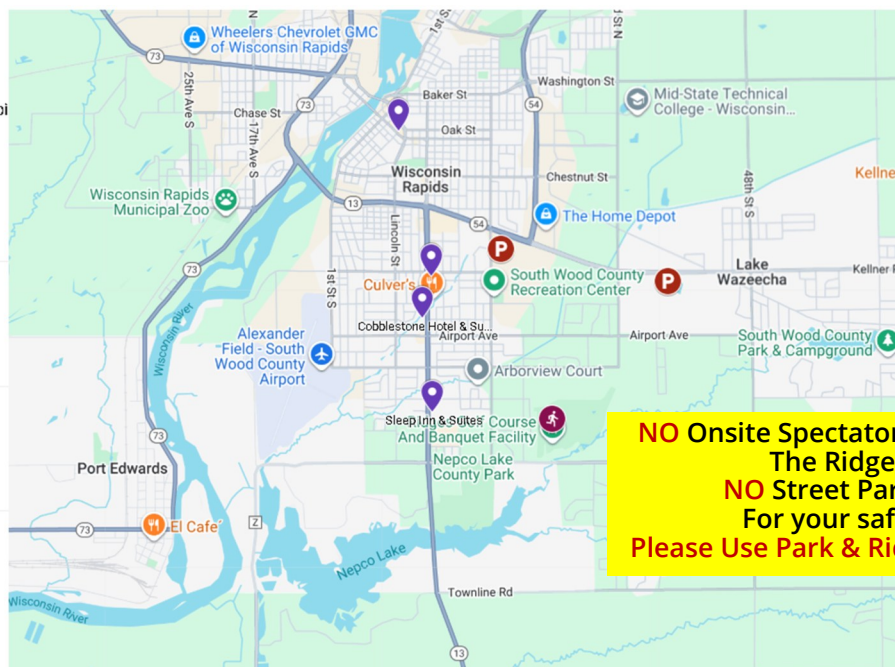 1st St
N
d St N
Wheelers Chevrolet GMC
of Wisconsin Rapids
73
25th Ave S
Washington St
Baker St
54
Mid-State Technical
College - Wisconsin...
pi
Chase St
73
17th Ave S
Oak St
Wisconsin
Rapids
Chestnut St
48th St S
Kellne
Wisconsin Rapids
Municipal Zoo
13
Lincoln St
54
The Home Depot
P
73
1st St S
Culver's
South Wood County
Recreation Center
P
Lake
Wazeecha
Kellner R
Cobblestone Hotel & Su...
Airport Ave
Airport Ave
Wisconsin River
Alexander
Field - South
Wood County
Airport
South Wood County
Park & Campground
Arborview Court
Sleep Inn & Suites
Course
And Banquet Facility
73
Port Edwards
Nepco Lake
County Park
NO Onsite Spectator
The Ridge
NO Street Par
For your saf
Please Use Park & Ri
73
El Cafe'
Z
Nepco Lake
Wisconsin River
Townline Rd
13